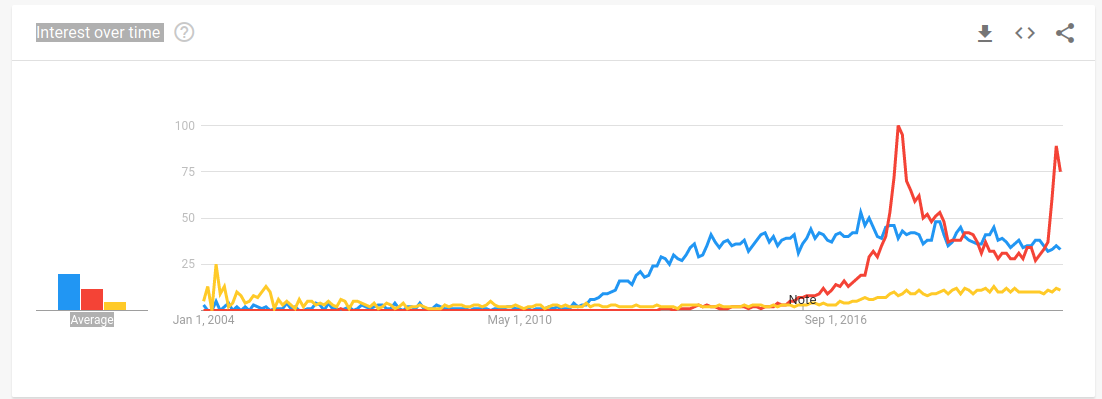 Interest over time
100
75
50
25
Note
Average
Jan 1, 2004
May 1, 2010
Sep 1, 2016